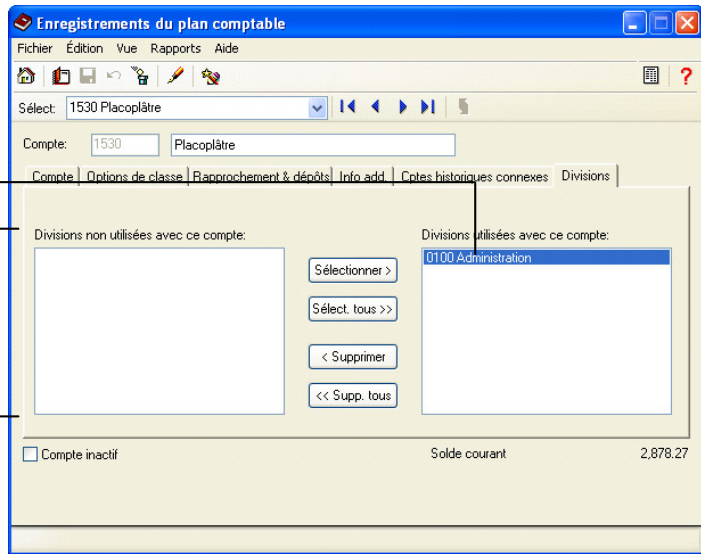 Enregistrements du plan comptable
Fichier Édition Vue Rapports Aide
Sélect: 1530 Placoplâtre
Compte: 1530 Placoplâtre
Compte Options de classe Rapprochement & dépôts Info add. Cptes historiques connexes Divisions
Divisions non utilisées avec ce compte: Divisions utilisées avec ce compte:
0100 Administration
Sélectionner >
Sélect. tous >>
< Supprimer
<< Supp. tous
Compte inactif Solde courant 2,878.27